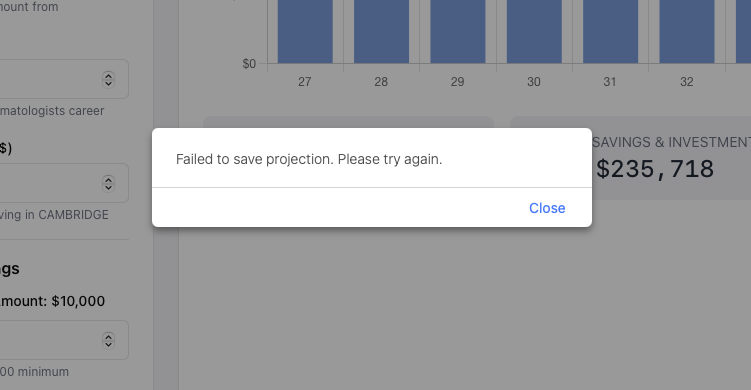 mount from
matologists career
$)
ving in CAMBRIDGE
gs
mount: $10,000
00 minimum
$0
27 28 29 30 31 32
Failed to save projection. Please try again.
Close
SAVINGS & INVESTMENT
$235,718